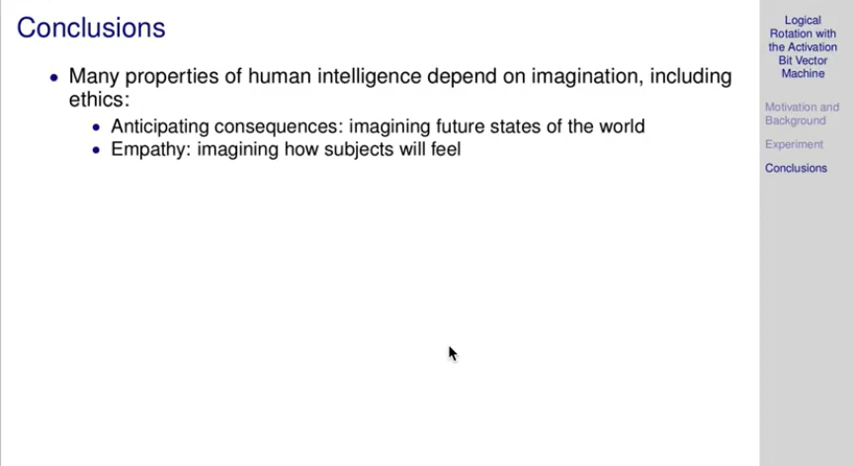 Conclusions
• Many properties of human intelligence depend on imagination, including
ethics:
• Anticipating consequences: imagining future states of the world
• Empathy: imagining how subjects will feel
Logical
Rotation with
the Activation
Bit Vector
Machine
Motivation and
Background
Experiment
Conclusions